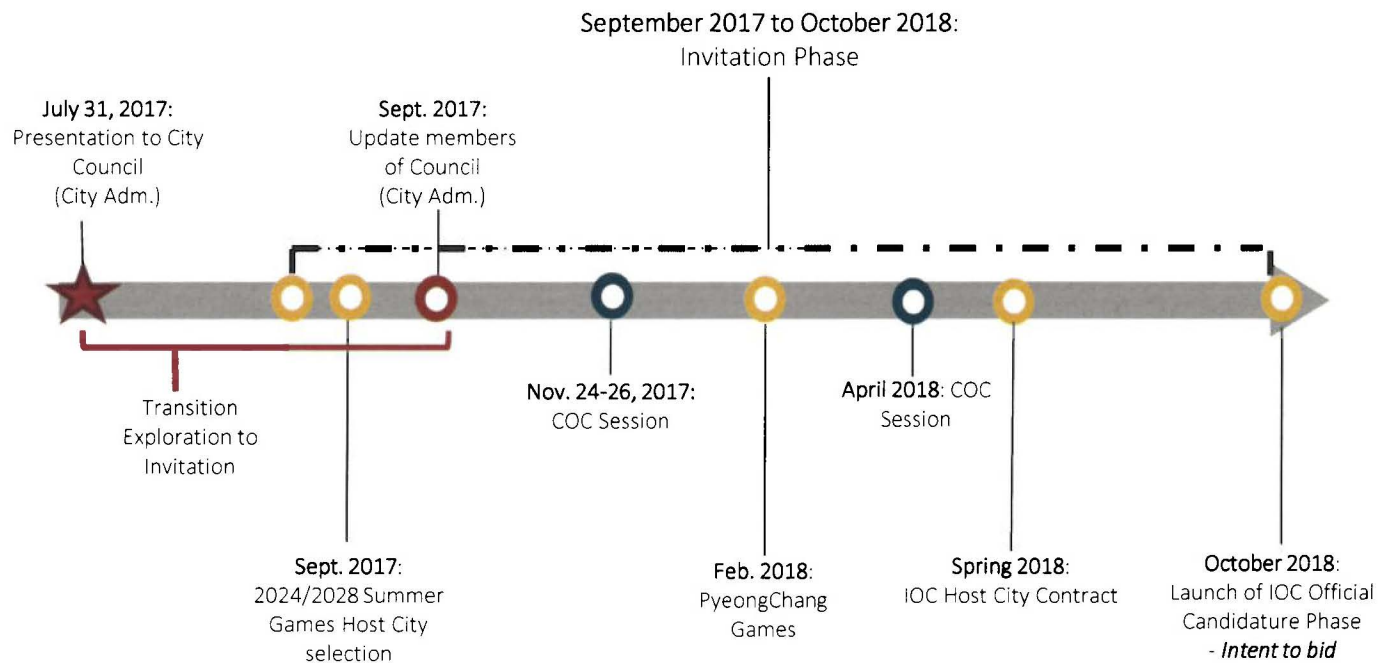 September 2017 to October 2018:
Invitation Phase
July 31, 2017:
Presentation to City
Council
(City Adm.)
Sept. 2017:
Update members
of Council
(City Adm.)
Transition
Exploration to
Invitation
Nov. 24-26, 2017:
COC Session
April 2018: COC
Session
Sept. 2017:
2024/2028 Summer
Games Host City
selection
Feb. 2018:
PyeongChang
Games
Spring 2018:
IOC Host City Contract
October 2018:
Launch of IOC Official
Candidature Phase
- Intent to bid